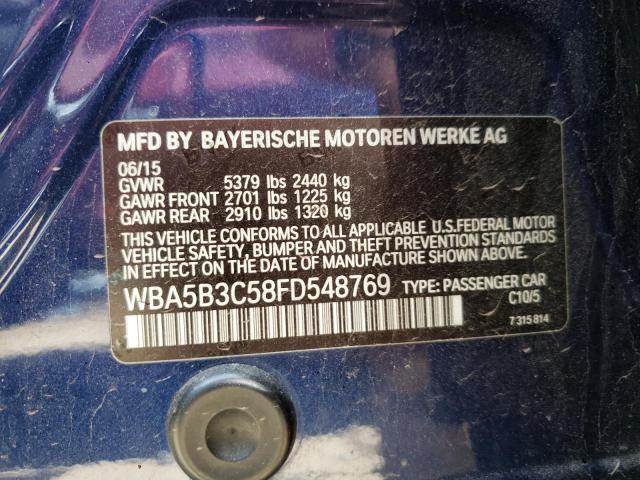 MFD BY BAYERISCHE MOTOREN WERKE AG
06/15
GVWR 5379 lbs 2440 kg
GAWR FRONT 2701 lbs 1225 kg
GAWR REAR 2910 lbs 1320 kg
THIS VEHICLE CONFORMS TO ALL APPLICABLE U.S.FEDERAL MOTOR
VEHICLE SAFETY, BUMPER AND THEFT PREVENTION STANDARDS
IN EFFECT ON THE DATE OF MANUFACTURE SHOWN ABOVE.
WBA5B3C58FD548769 TYPE: PASSENGER CAR
C10/5
7 315 814